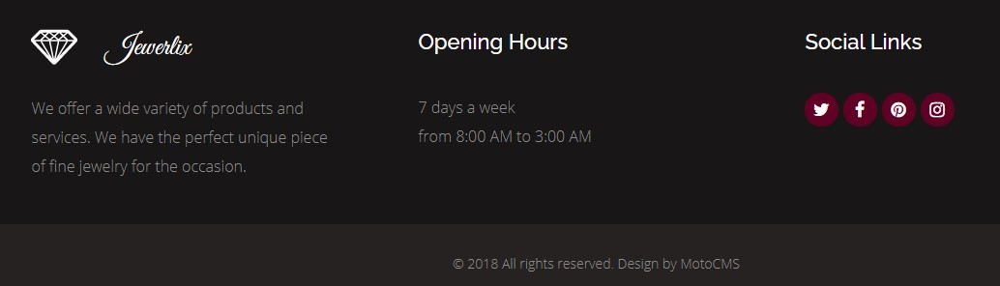 Jewerlix
We offer a wide variety of products and
services. We have the perfect unique piece
of fine jewelry for the occasion.
Opening Hours
7 days a week
from 8:00 AM to 3:00 AM
Social Links
© 2018 All rights reserved. Design by MotoCMS